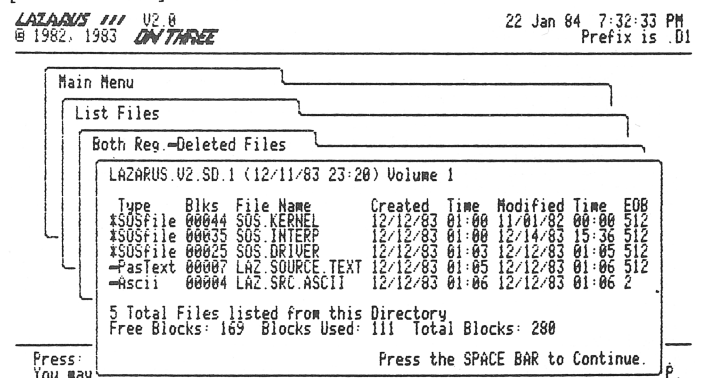 LAZARUS /// V2.0 22 Jan 84 7:32:33 PM
@ 1982, 1983 ON THREE Prefix is .D1
Main Menu
List Files
Both Reg.-Deleted Files
LAZARUS.V2.SD.1 (12/11/83 23:20) Volume 1
Type Blks File Name Created Time Modified Time EOB
*SOSfile 00044 SOS.KERNEL 12/12/83 01:00 11/01/82 00:00 512
*SOSfile 00035 SOS.INTERP 12/12/83 01:00 12/14/83 15:36 512
*SOSfile 00025 SOS.DRIVER 12/12/83 01:03 12/12/83 01:05 512
-PasText 00007 LAZ.SOURCE.TEXT 12/12/83 01:05 12/12/83 01:06 512
-Ascii 00004 LAZ.SRC.ASCII 12/12/83 01:06 12/12/83 01:06 2
5 Total Files listed from this Directory
Free Blocks: 169 Blocks Used: 111 Total Blocks: 280
Press: Press the SPACE BAR to Continue.
You may P.